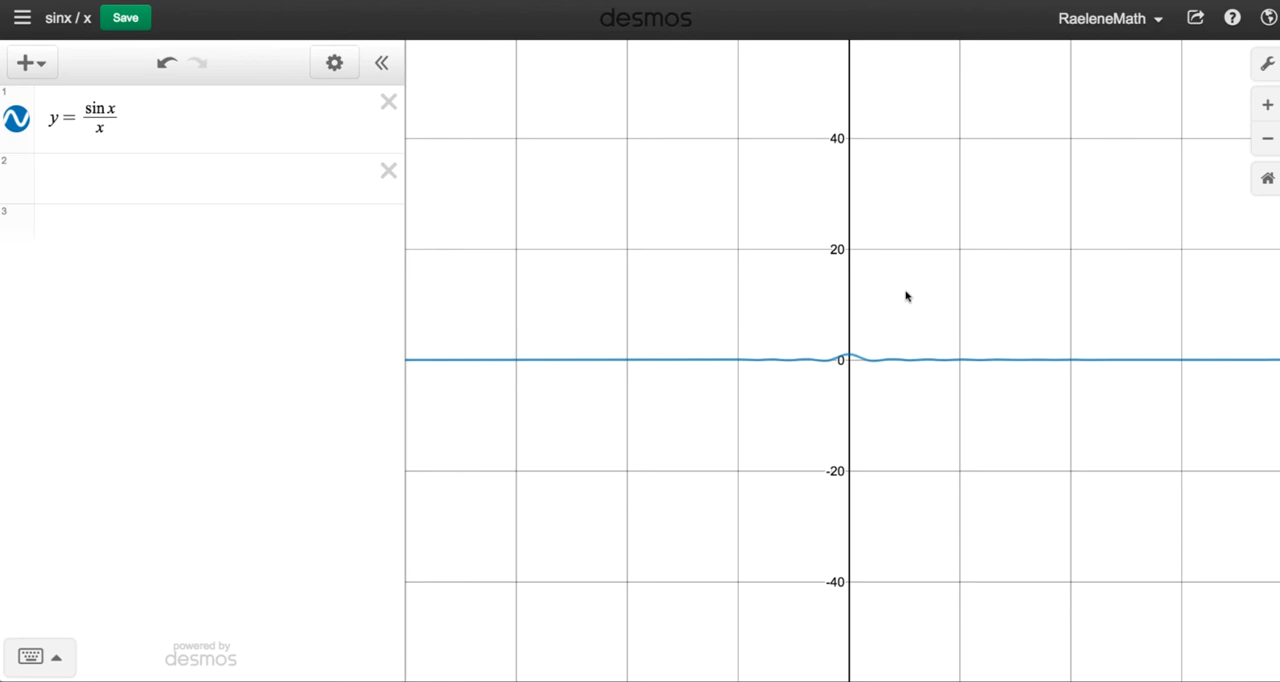 sinx / x
Save
desmos
RaeleneMath
1
y = sin x / x
2
3
40
20
0
-20
-40
powered by
desmos